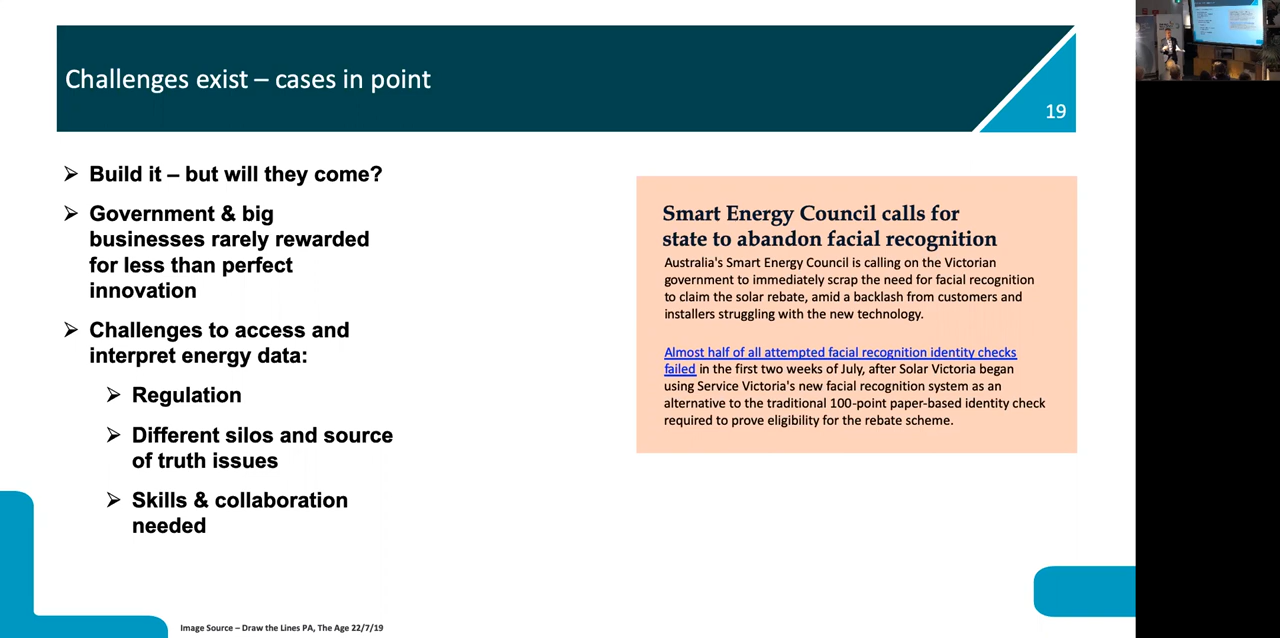 Challenges exist – cases in point
19
➢ Build it – but will they come?
➢ Government & big
businesses rarely rewarded
for less than perfect
innovation
➢ Challenges to access and
interpret energy data:
➢ Regulation
➢ Different silos and source
of truth issues
➢ Skills & collaboration
needed
Smart Energy Council calls for
state to abandon facial recognition
Australia's Smart Energy Council is calling on the Victorian
government to immediately scrap the need for facial recognition
to claim the solar rebate, amid a backlash from customers and
installers struggling with the new technology.
Almost half of all attempted facial recognition identity checks
failed in the first two weeks of July, after Solar Victoria began
using Service Victoria's new facial recognition system as an
alternative to the traditional 100-point paper-based identity check
required to prove eligibility for the rebate scheme.
Image Source – Draw the Lines PA, The Age 22/7/19